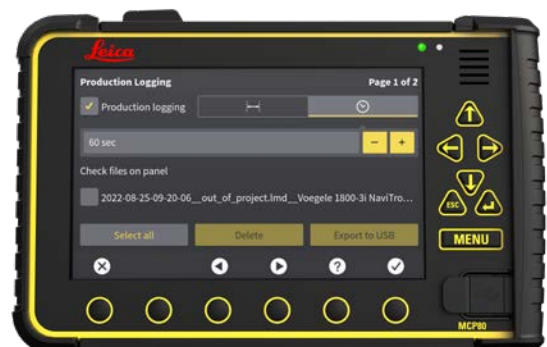 Leica
Production Logging Page 1 of 2
Production logging
60 sec - +
Check files on panel
2022-08-25-09-20-06__out_of_project.lmd__Voegele 1800-3i NaviTro...
Select all Delete Export to USB
?
ESC
MENU
MCP80